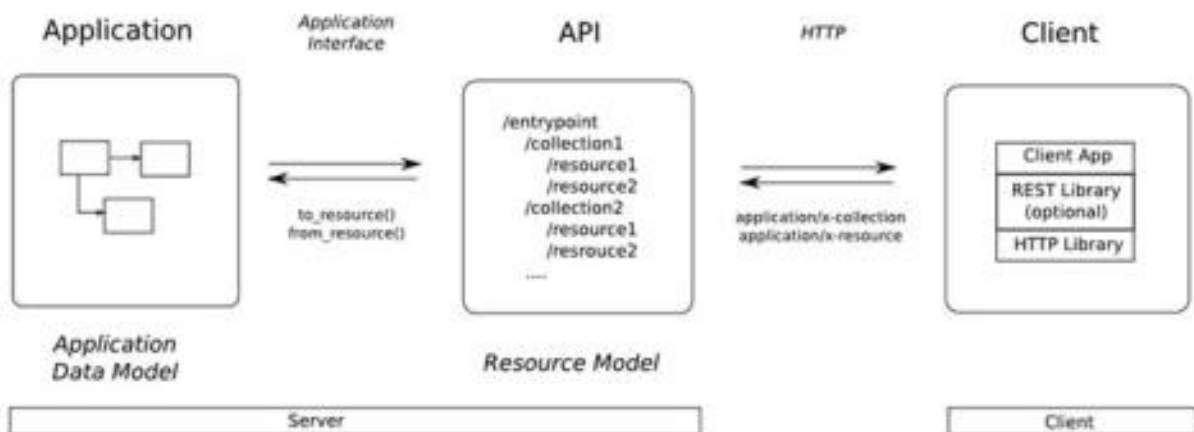 Application
Application
Interface
API
HTTP
Client
/entrypoint
/collection1
/resource1
/resource2
/collection2
/resource1
/resrouce2
.....
to_resource()
from_resource()
application/x-collection
application/x-resource
Client App
REST Library
(optional)
HTTP Library
Application
Data Model
Resource Model
Server
Client